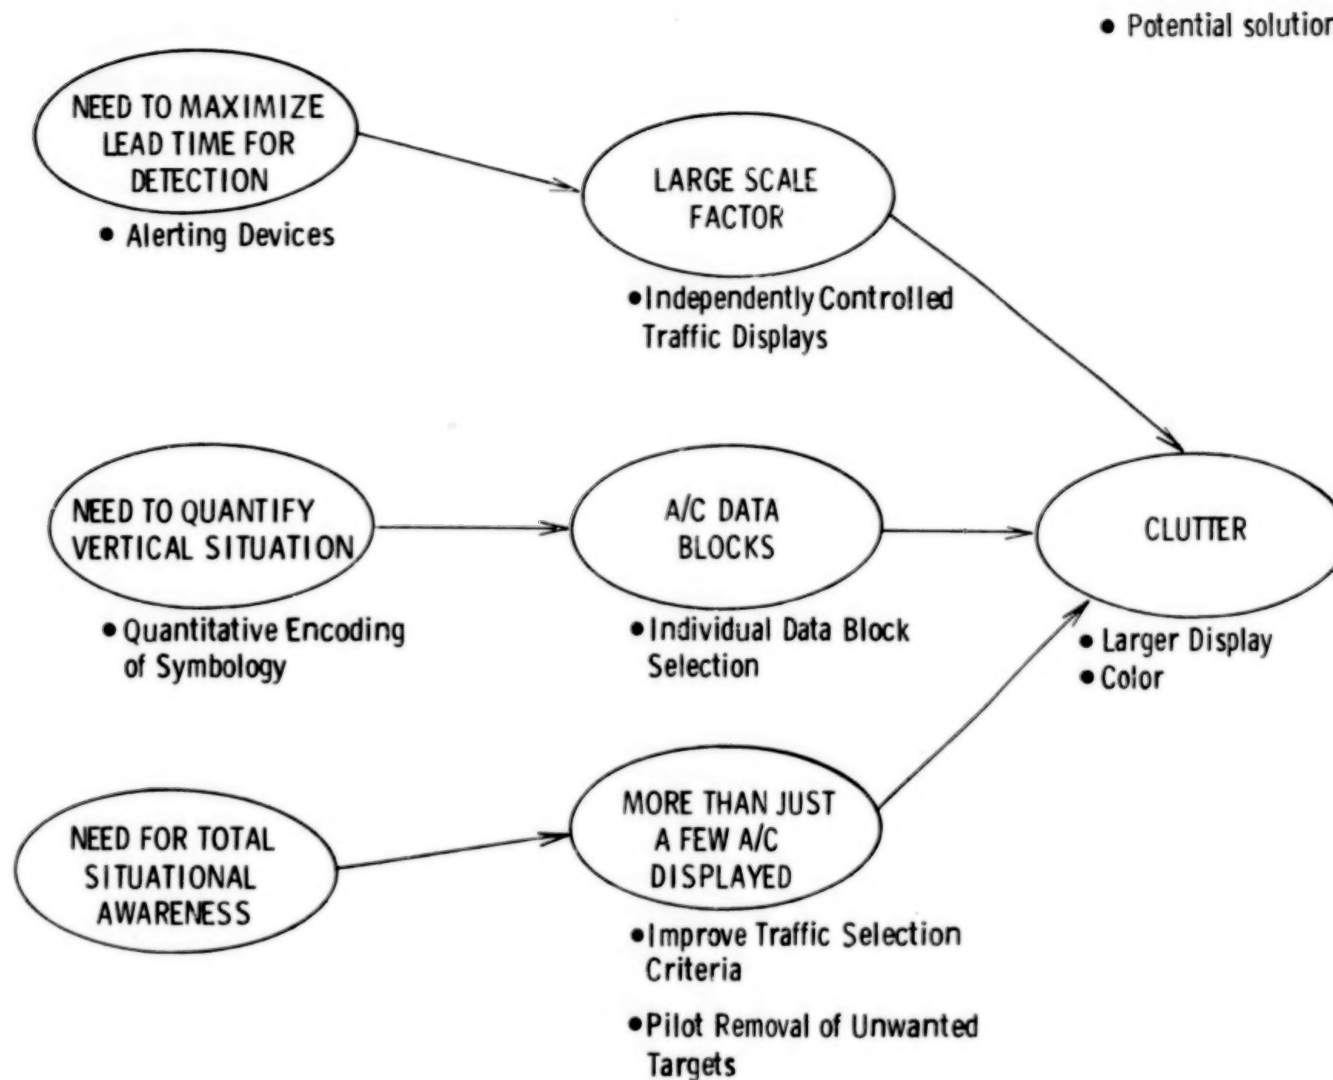 • Potential solution
NEED TO MAXIMIZE
LEAD TIME FOR
DETECTION
• Alerting Devices
LARGE SCALE
FACTOR
• Independently Controlled
Traffic Displays
NEED TO QUANTIFY
VERTICAL SITUATION
• Quantitative Encoding
of Symbology
A/C DATA
BLOCKS
• Individual Data Block
Selection
CLUTTER
• Larger Display
• Color
NEED FOR TOTAL
SITUATIONAL
AWARENESS
MORE THAN JUST
A FEW A/C
DISPLAYED
• Improve Traffic Selection
Criteria
• Pilot Removal of Unwanted
Targets